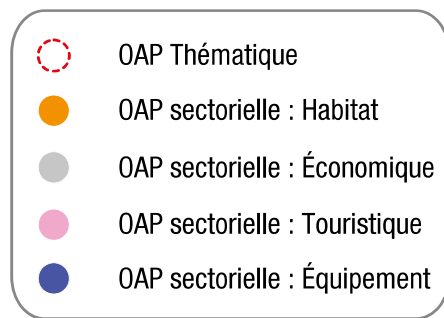 OAP Thématique
OAP sectorielle : Habitat
OAP sectorielle : Économique
OAP sectorielle : Touristique
OAP sectorielle : Équipement